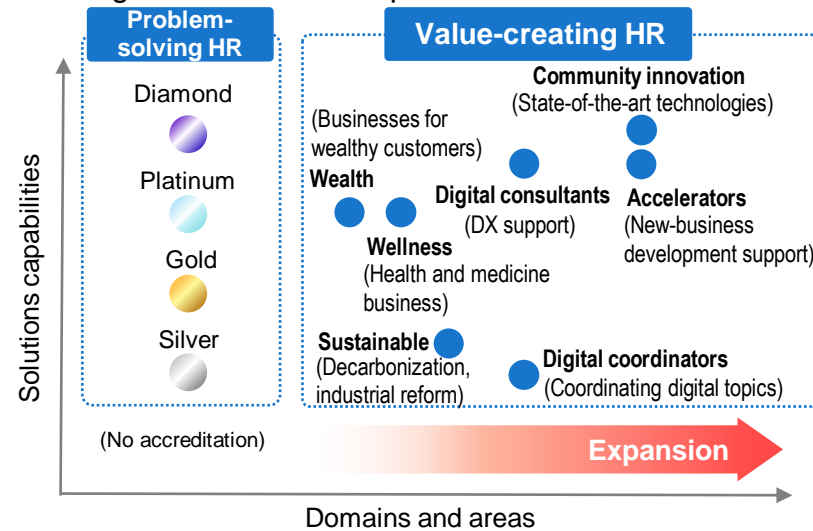 Problem-
solving HR
Value-creating HR
Solutions capabilities
Diamond
Platinum
Gold
Silver
(No accreditation)
Community innovation
(State-of-the-art technologies)
(Businesses for
wealthy customers)
Wealth
Digital consultants
(DX support)
Accelerators
(New-business
development support)
Wellness
(Health and medicine
business)
Sustainable
(Decarbonization,
industrial reform)
Digital coordinators
(Coordinating digital topics)
Expansion
Domains and areas